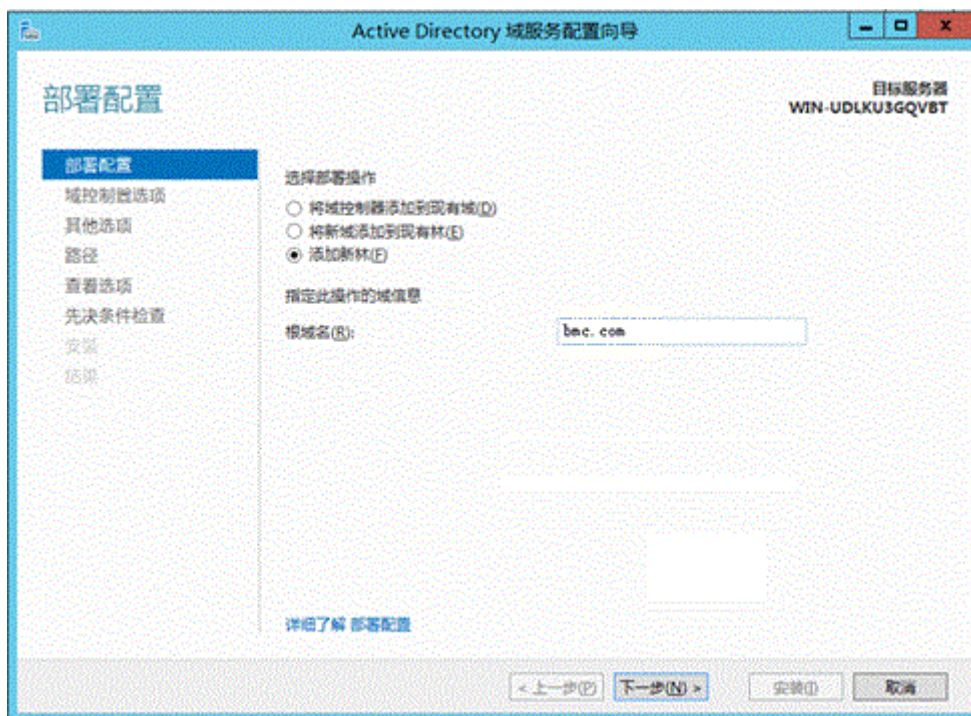 Active Directory 域服务配置向导
部署配置
目标服务器
WIN-UDLKU3GQVBT
部署配置
域控制器选项
其他选项
路径
查看选项
先决条件检查
安装
结果
选择部署操作
将域控制器添加到现有域(D)
将新域添加到现有林(E)
添加新林(F)
指定此操作的域信息
根域名(R):
bmc.com
详细了解 部署配置
< 上一步(P)
下一步(N) >
安装(I)
取消